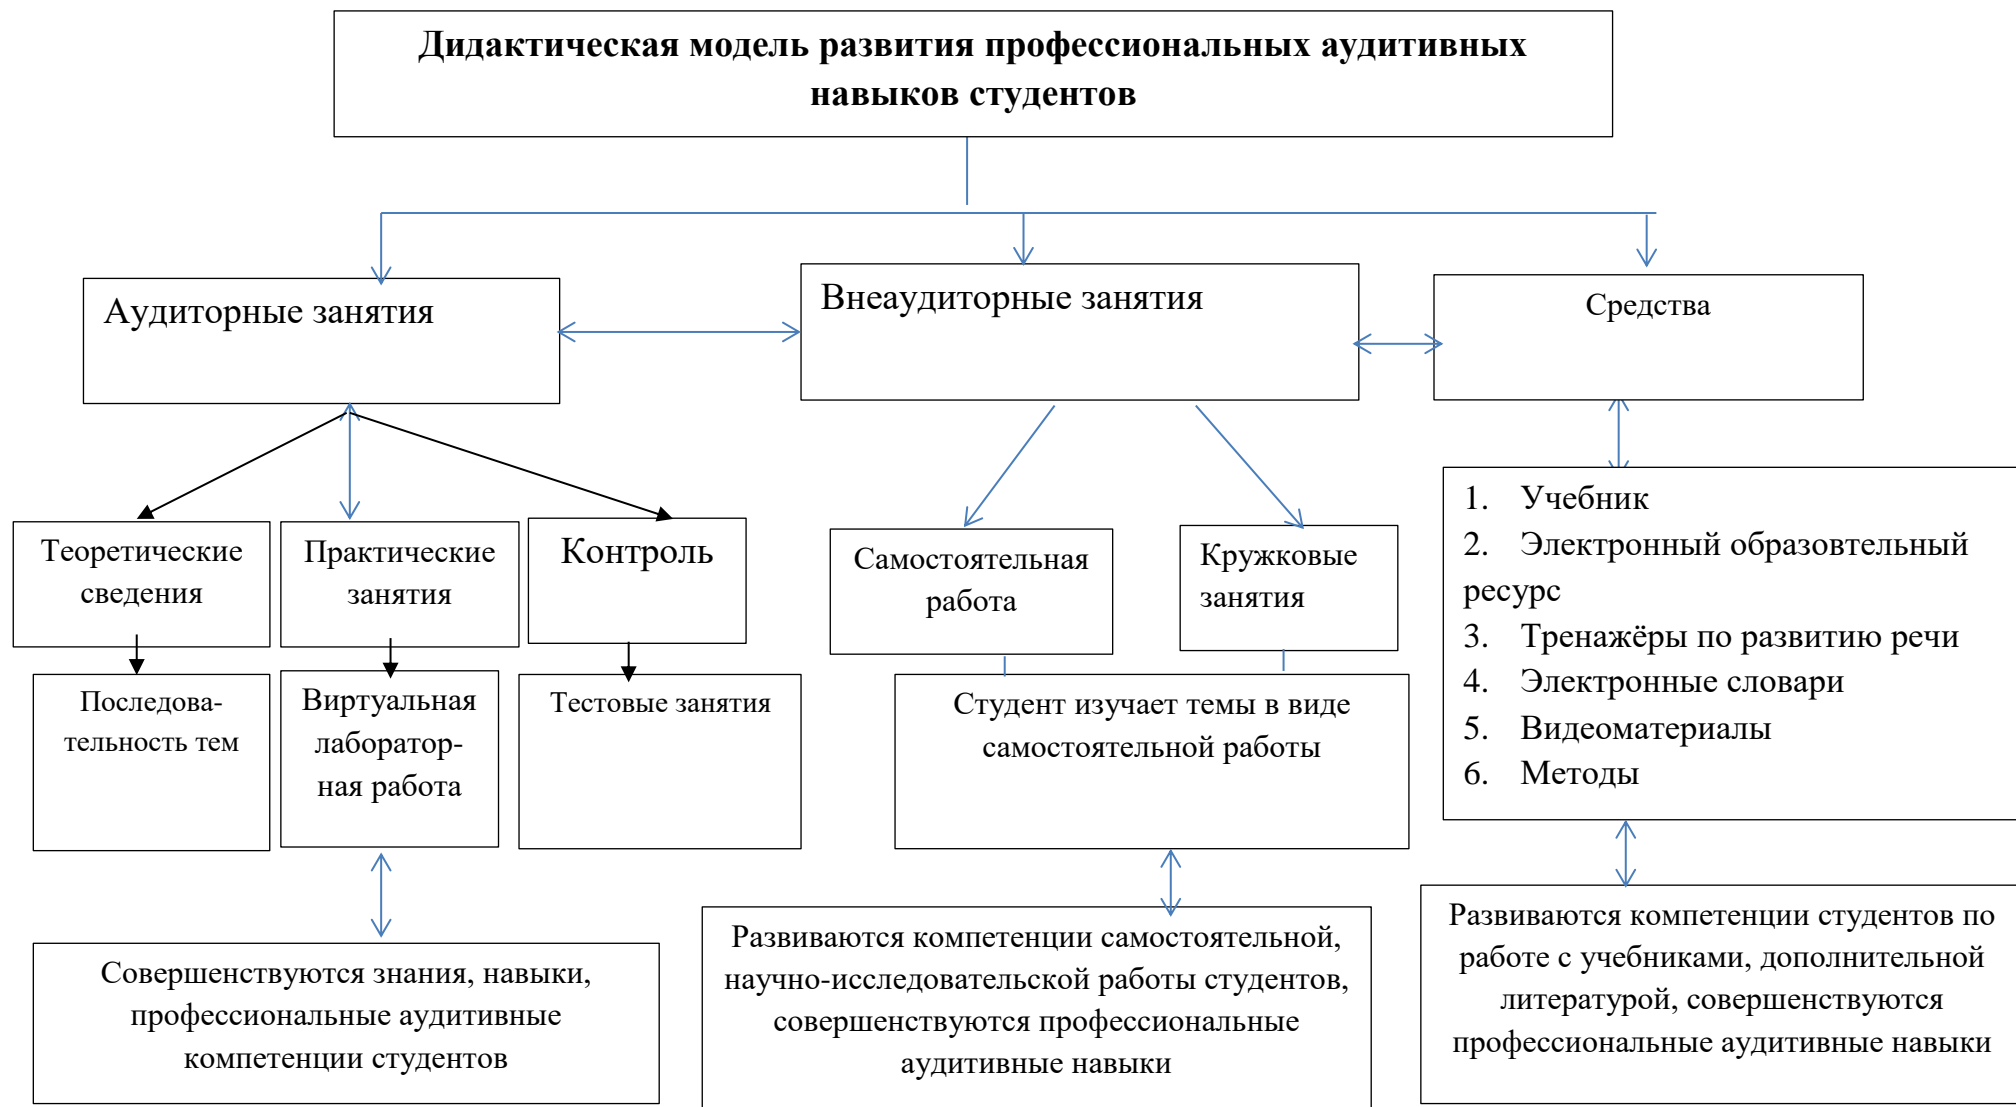 Дидактическая модель развития профессиональных аудитивных
навыков студентов
Аудиторные занятия
Внеаудиторные занятия
Средства
Теоретические
сведения
Практические
занятия
Контроль
Самостоятельная
работа
Кружковые
занятия
1. Учебник
2. Электронный образовтельный
ресурс
3. Тренажёры по развитию речи
4. Электронные словари
5. Видеоматериалы
6. Методы
Последова-
тельность тем
Виртуальная
лаборатор-
ная работа
Тестовые занятия
Студент изучает темы в виде
самостоятельной работы
Совершенствуются знания, навыки,
профессиональные аудитивные
компетенции студентов
Развиваются компетенции самостоятельной,
научно-исследовательской работы студентов,
совершенствуются профессиональные
аудитивные навыки
Развиваются компетенции студентов по
работе с учебниками, дополнительной
литературой, совершенствуются
профессиональные аудитивные навыки